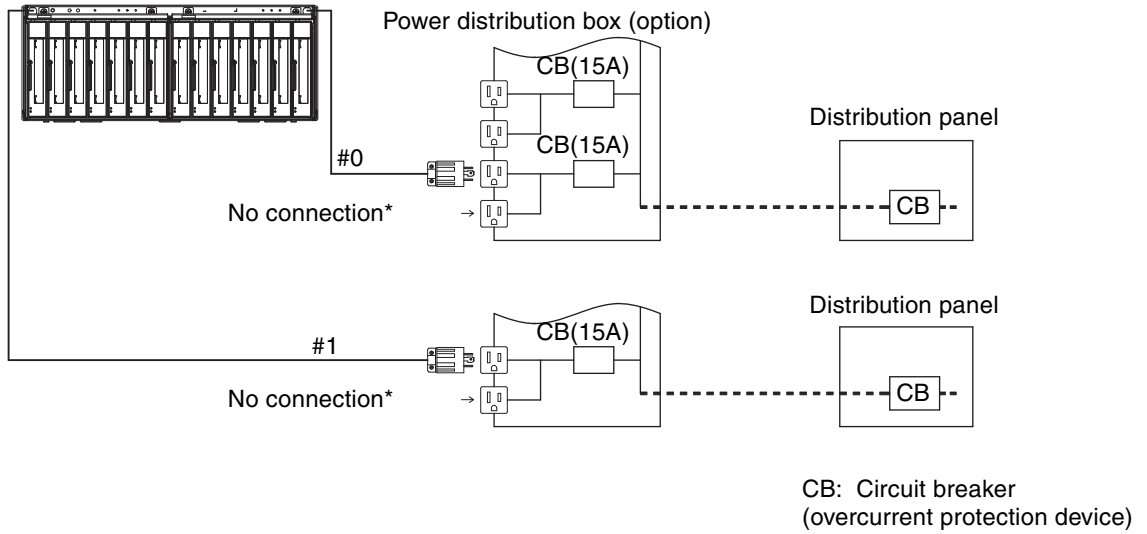 Power distribution box (option)
CB(15A)
Distribution panel
CB(15A)
#0
No connection*
CB
Distribution panel
CB(15A)
#1
No connection*
CB
CB: Circuit breaker
(overcurrent protection device)